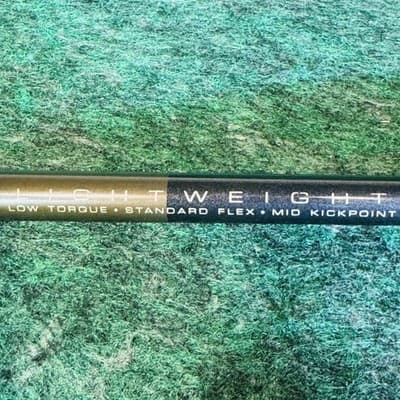 LIGHTWEIGHT
LOW TORQUE • STANDARD FLEX • MID KICKPOINT